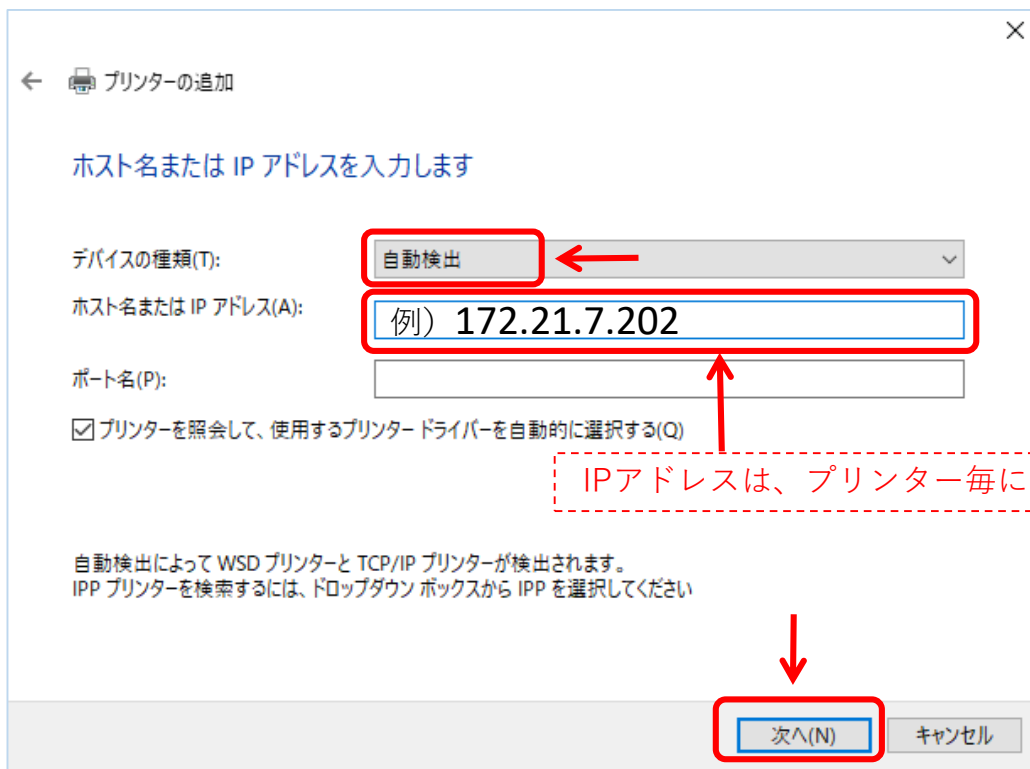 プリンターの追加
ホスト名または IP アドレスを入力します
デバイスの種類(T):
自動検出
ホスト名または IP アドレス(A):
例）172.21.7.202
ポート名(P):
プリンターを照会して、使用するプリンター ドライバーを自動的に選択する(Q)
IPアドレスは、プリンター毎に
自動検出によって WSD プリンターと TCP/IP プリンターが検出されます。
IPP プリンターを検索するには、ドロップダウン ボックスから IPP を選択してください
次へ(N)
キャンセル